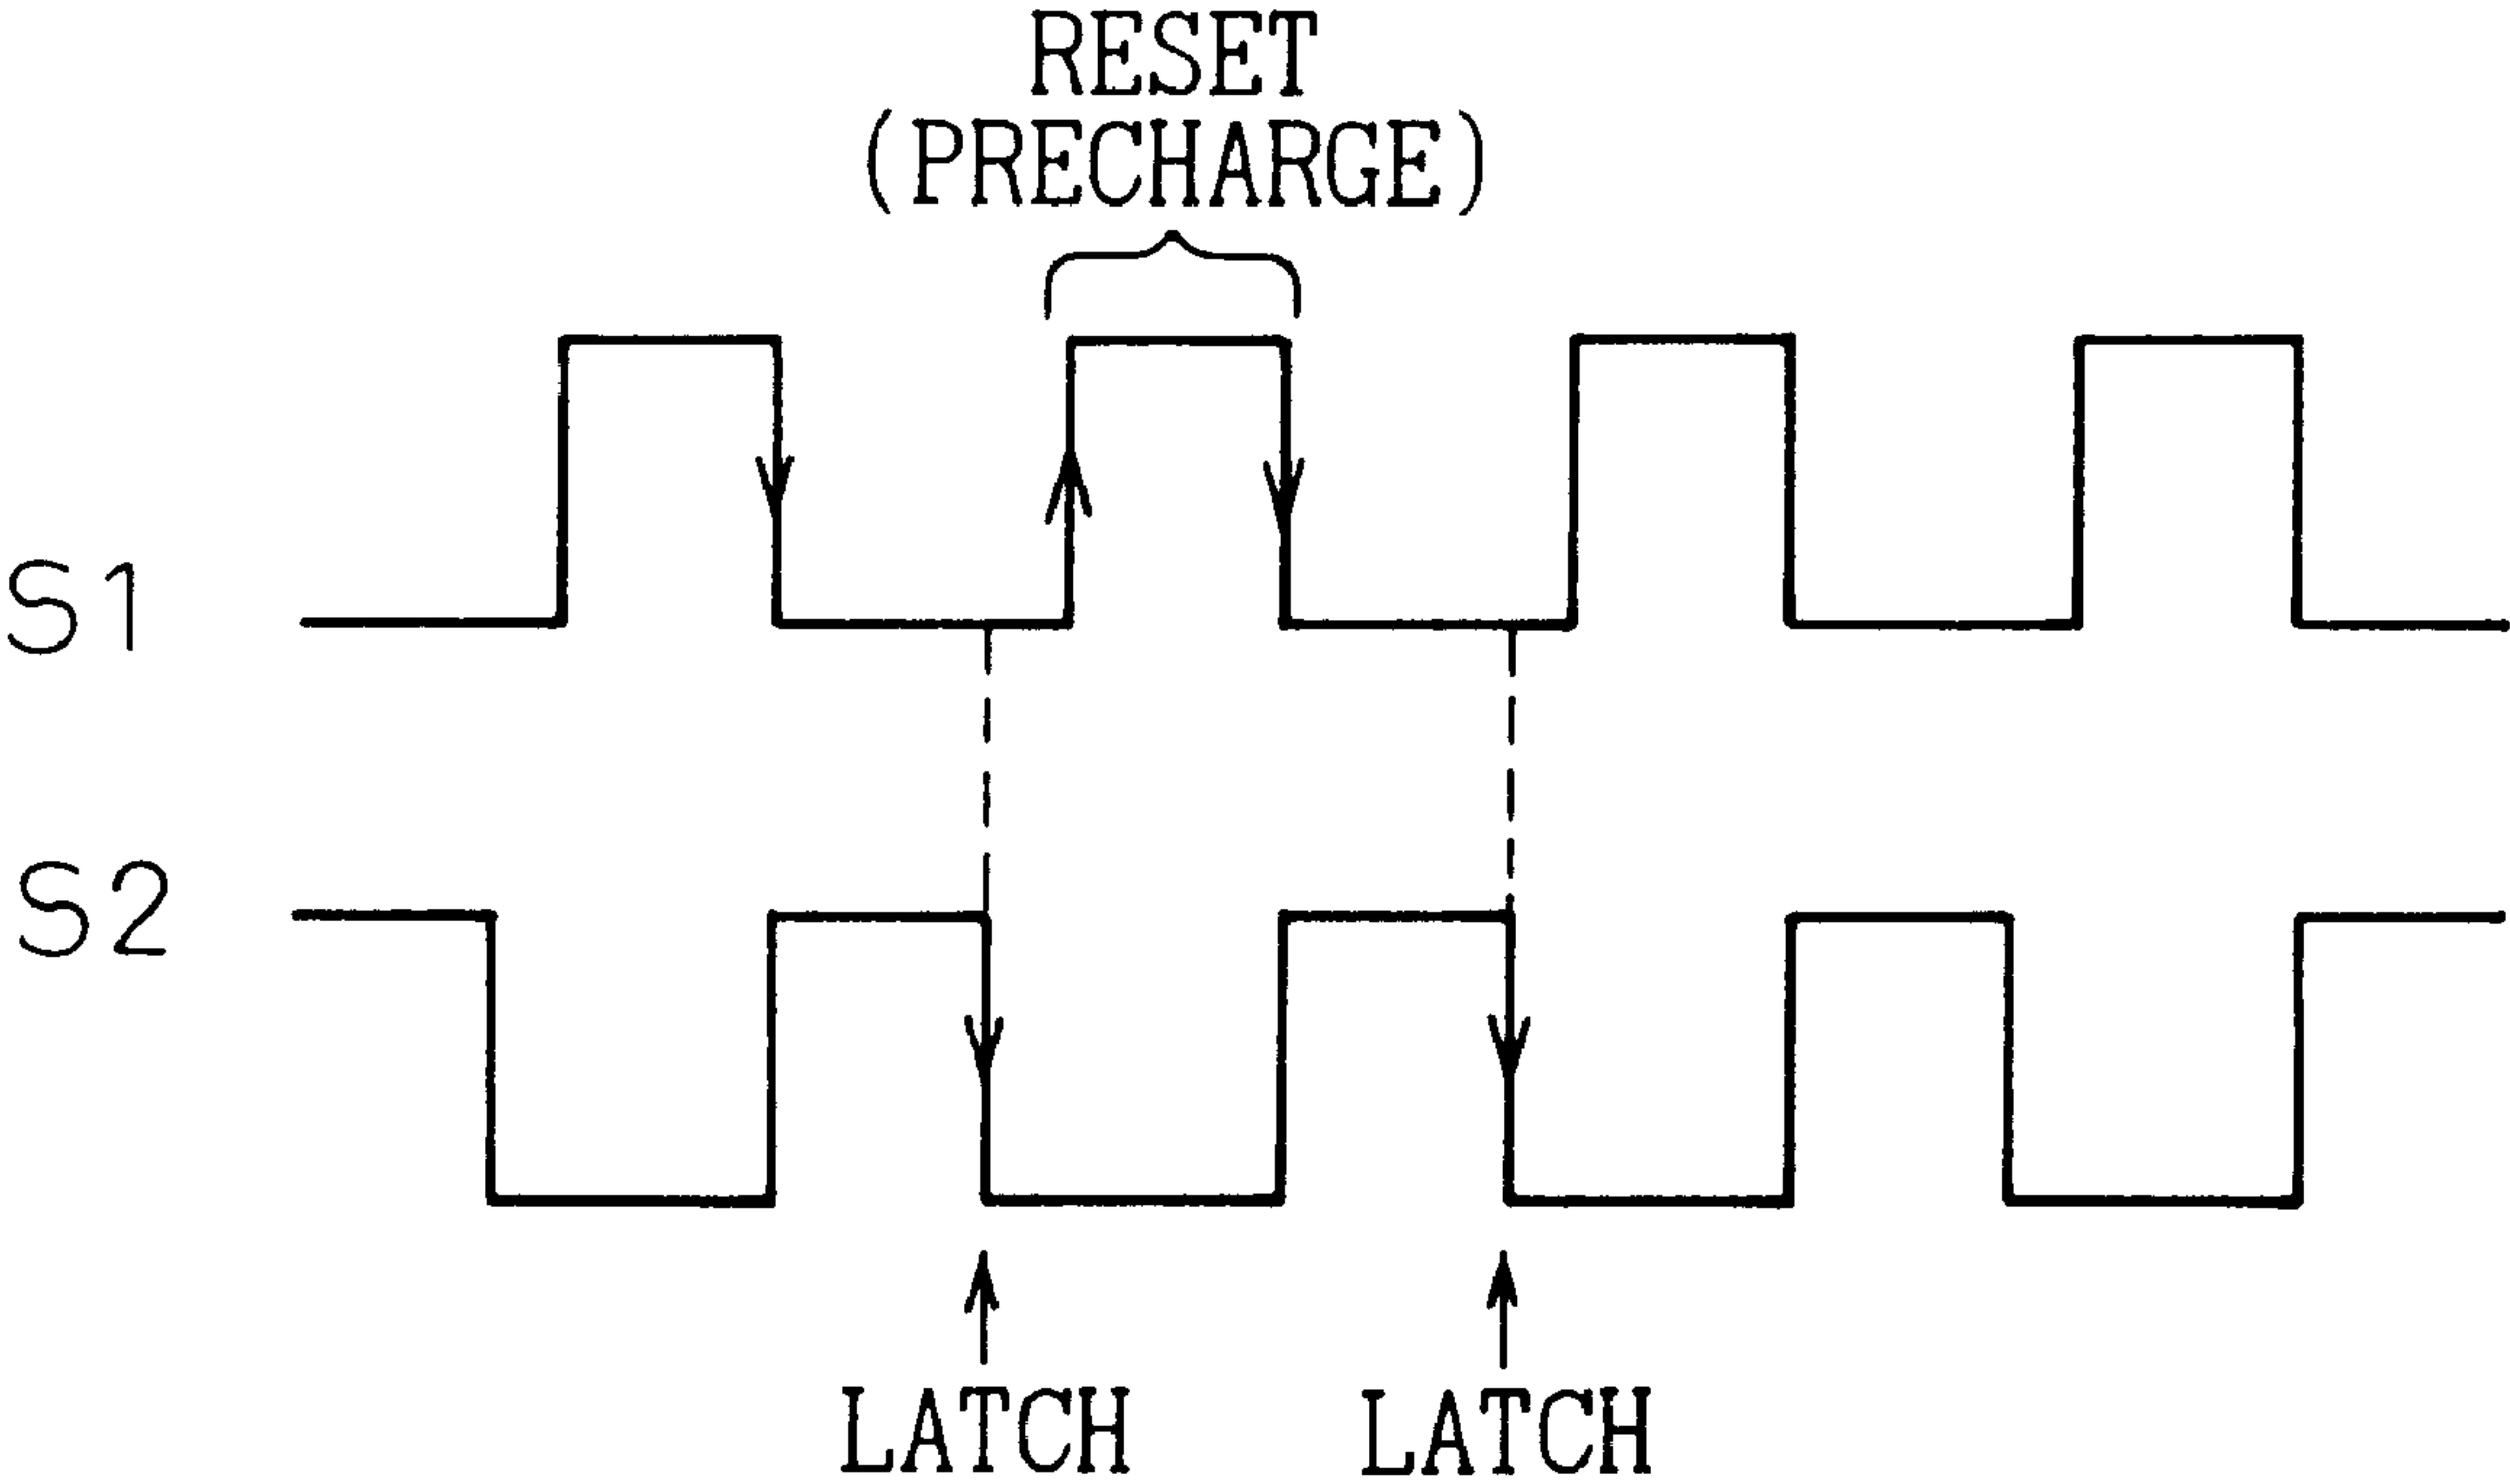 RESET
(PRECHARGE)
S1
S2
LATCH LATCH